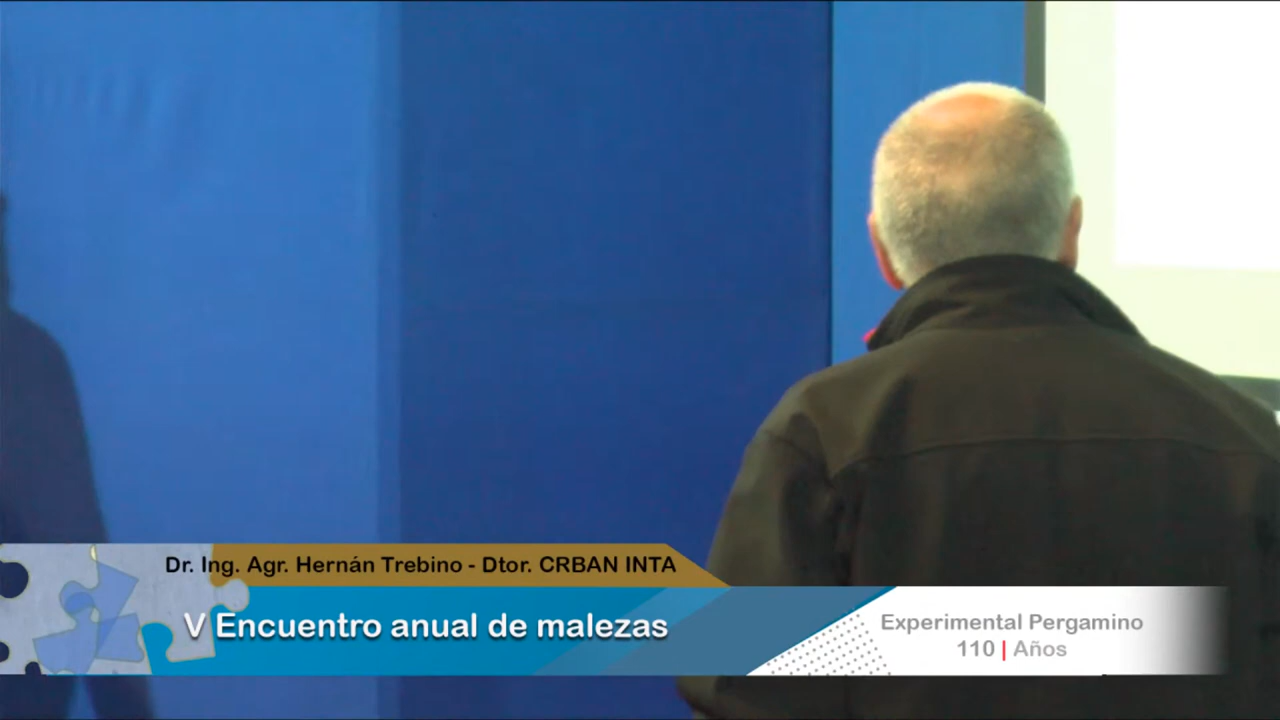 Dr. Ing. Agr. Hernán Trebino - Dtor. CRBAN INTA
V Encuentro anual de malezas
Experimental Pergamino
110 | Años